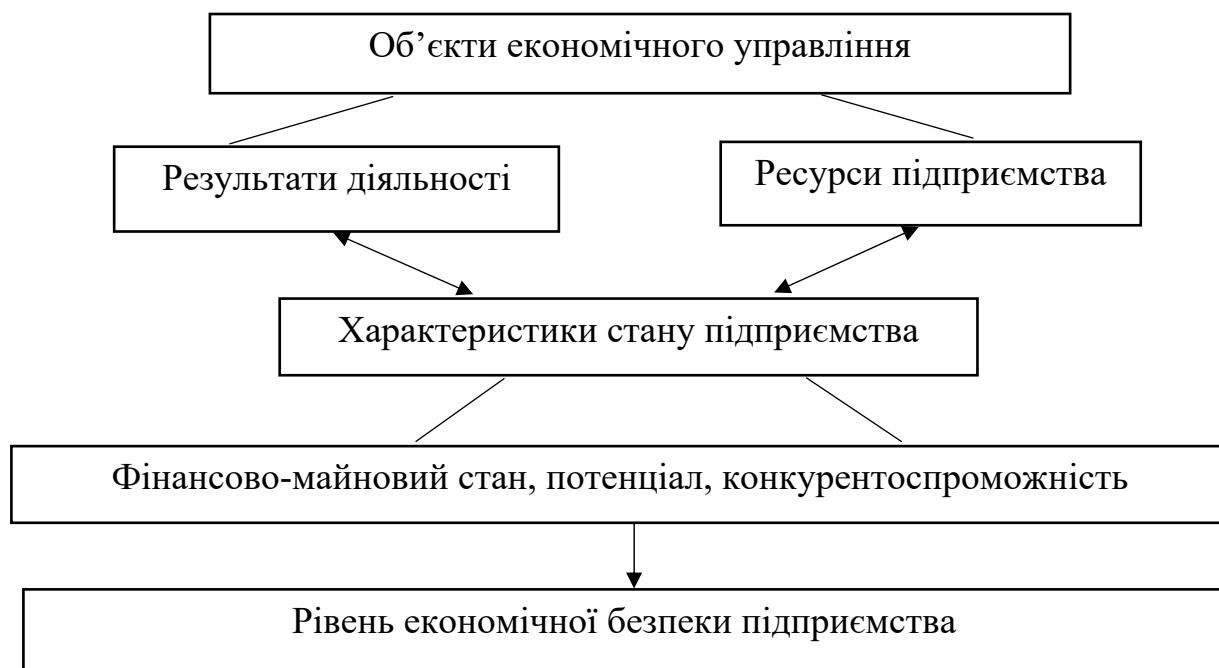 Об’єкти економічного управління
Результати діяльності
Ресурси підприємства
Характеристики стану підприємства
Фінансово-майновий стан, потенціал, конкурентоспроможність
Рівень економічної безпеки підприємства